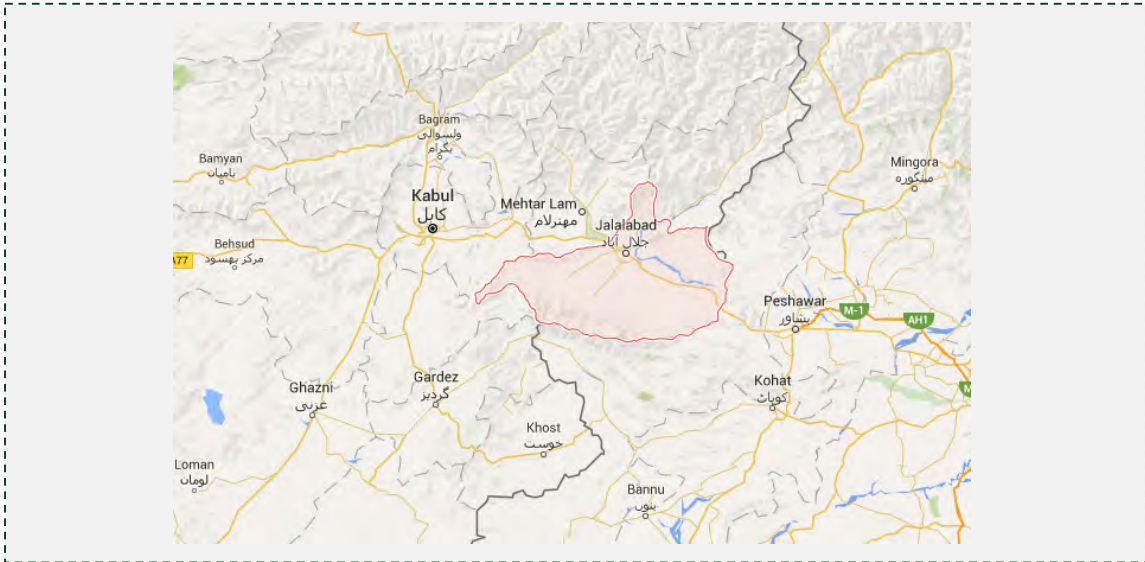 Bagram
ولسوالی
بگرام
Bamyan
بامیان
Mingora
مینگورہ
Kabul
کابل
Mehtar Lam
مهترلام
Jalalabad
جلال آباد
Behsud
مرکز بهسود
A77
Peshawar
پشاور
M-1
AH1
M
Ghazni
غزنی
Gardez
گردیز
Kohat
کوہاٹ
Khost
خوست
Loman
لومان
Bannu
بنوں